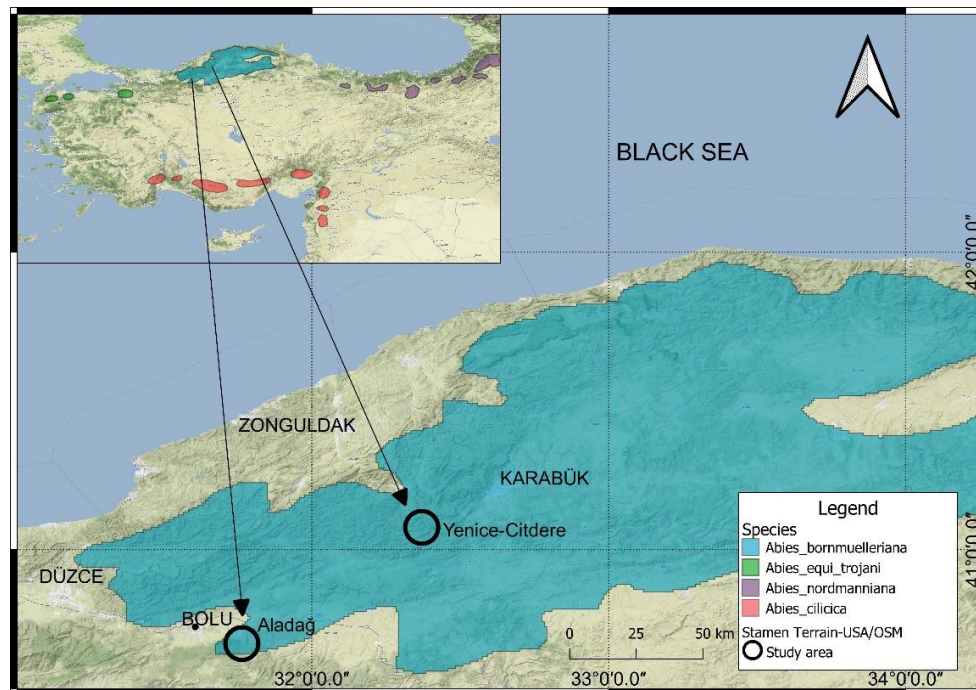 BLACK SEA
42°0'0.0"
ZONGULDAK
KARABÜK
Yenice-Citdere
41°0'0.0"
DÜZCE
BOLU
Aladağ
32°0'0.0"
33°0'0.0"
34°0'0.0"
0 25 50 km
Legend
Species
Abies_bornmuelleriana
Abies_equi_trojani
Abies_nordmanniana
Abies_cilicica
Stamen Terrain-USA/OSM
Study area